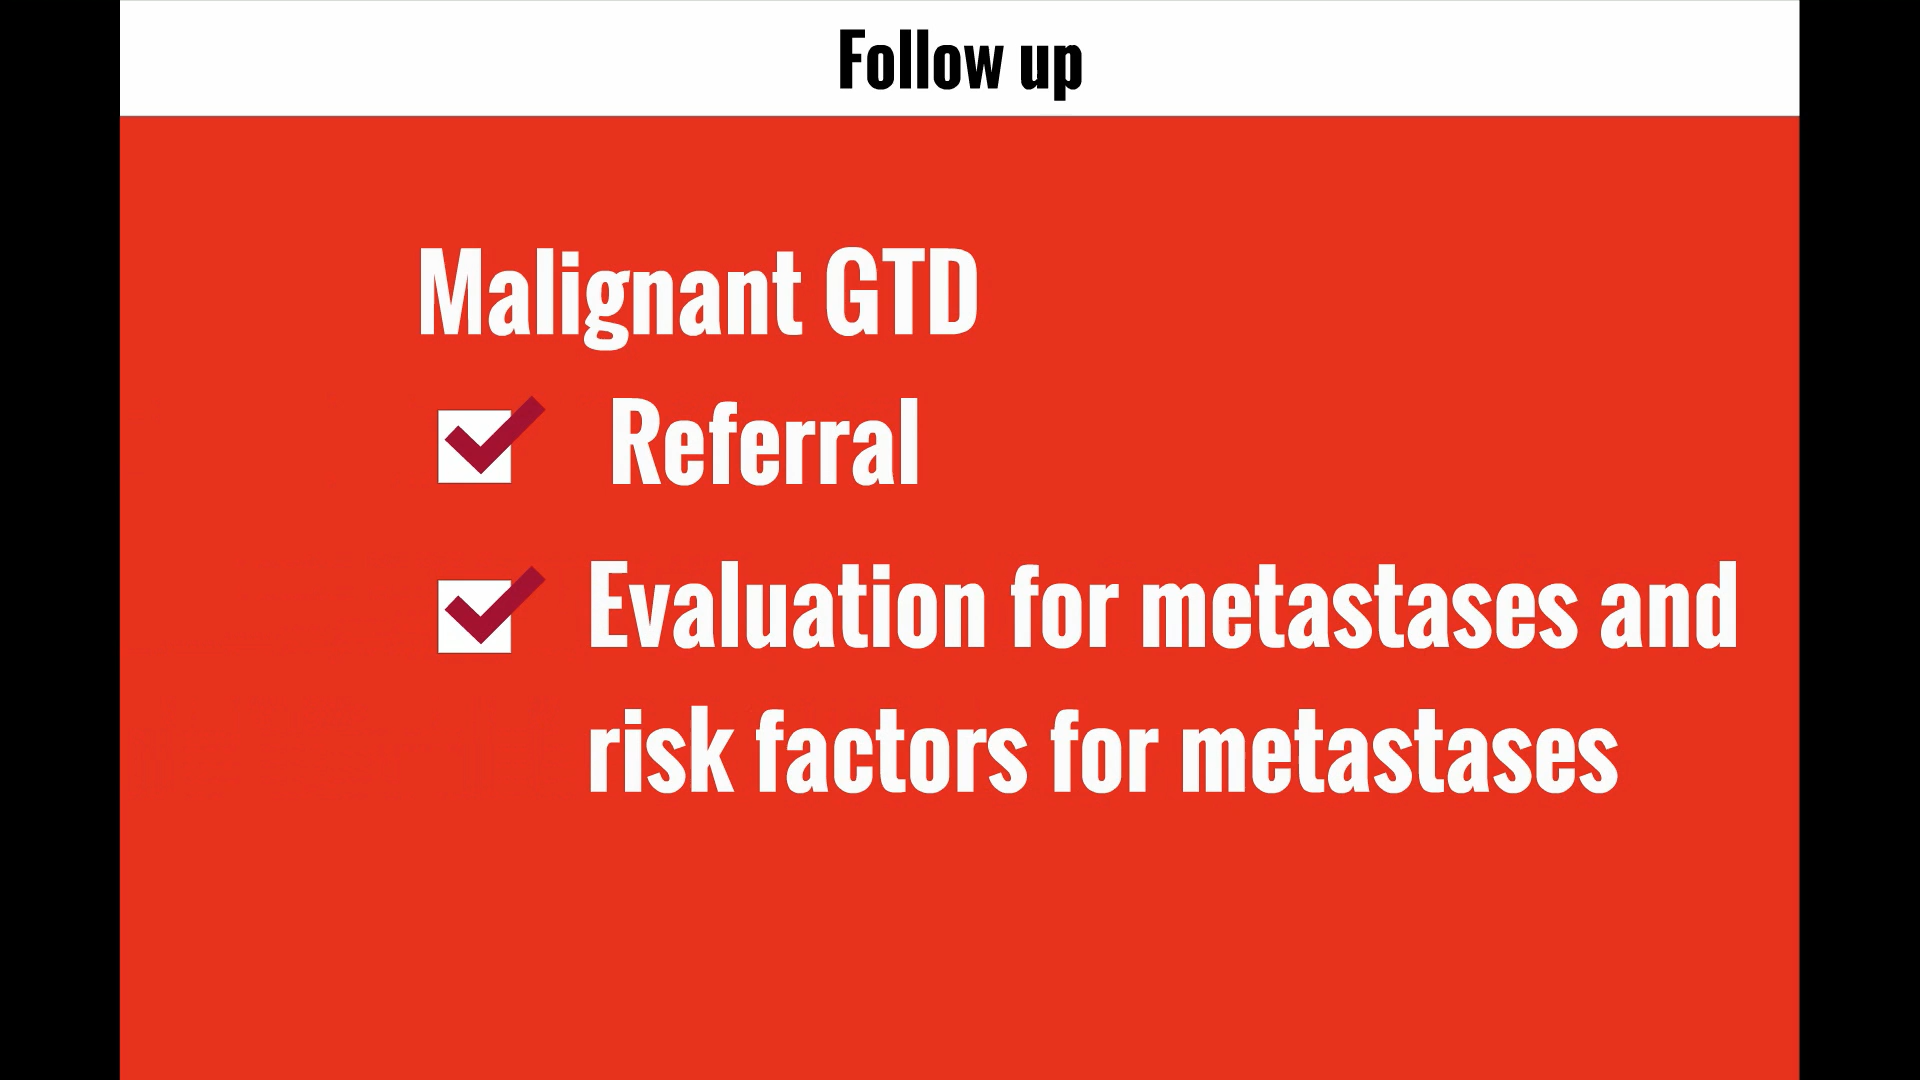 Follow up
Malignant GTD
Referral
Evaluation for metastases and
risk factors for metastases